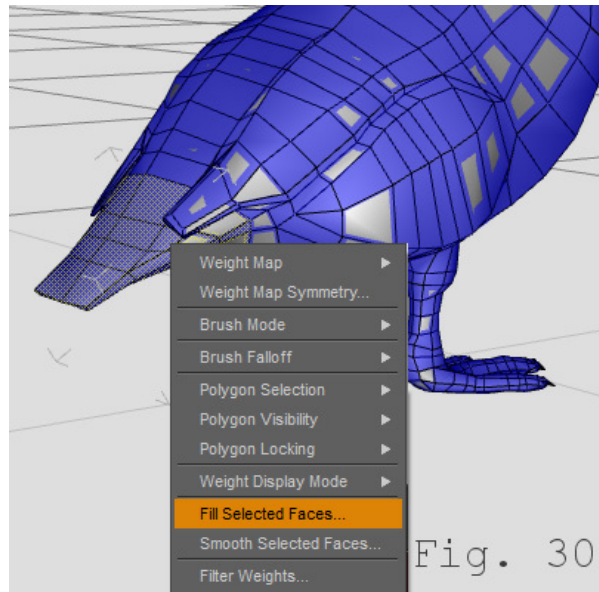 Weight Map
Weight Map Symmetry...
Brush Mode
Brush Falloff
Polygon Selection
Polygon Visibility
Polygon Locking
Weight Display Mode
Fill Selected Faces...
Smooth Selected Faces...
Filter Weights...
Fig. 30